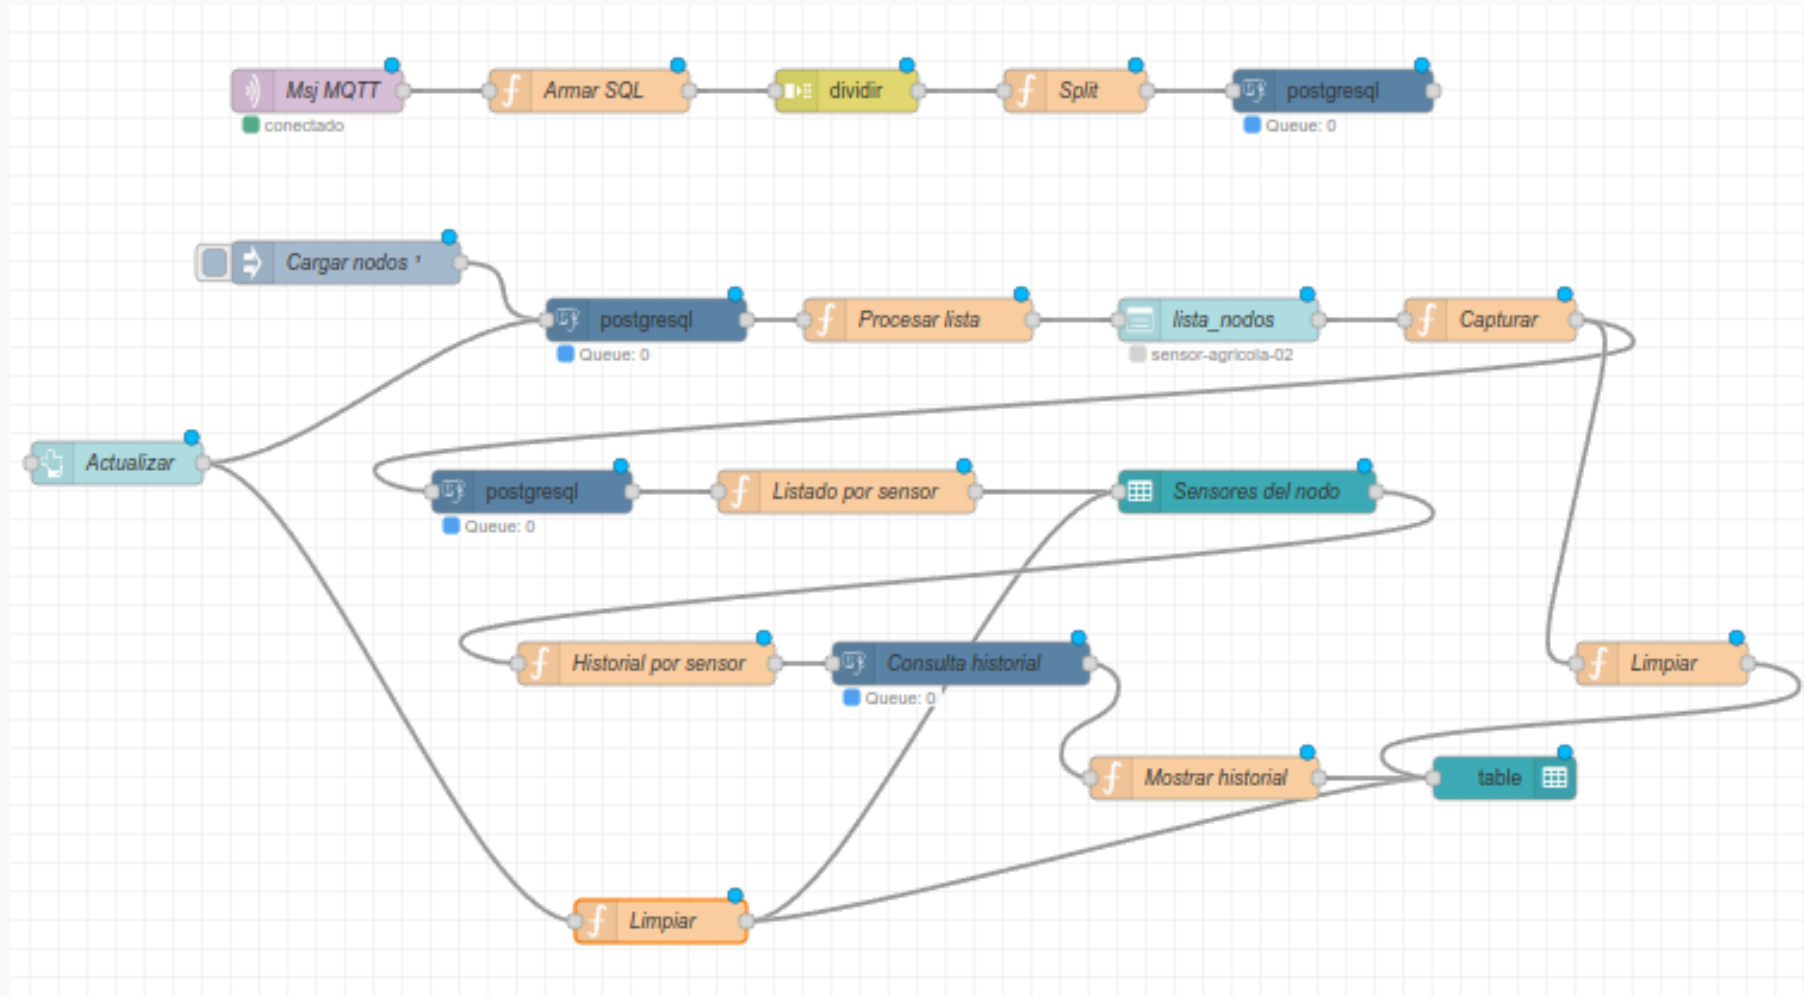 Msj MQTT
Armar SQL
dividir
Split
postgresql
conectado
Queue: 0
Cargar nodos ¹
postgresql
Procesar lista
lista_nodos
Capturar
Queue: 0
sensor-agricola-02
Actualizar
postgresql
Listado por sensor
Sensores del nodo
Queue: 0
Historial por sensor
Consulta historial
Limpiar
Queue: 0
Mostrar historial
table
Limpiar